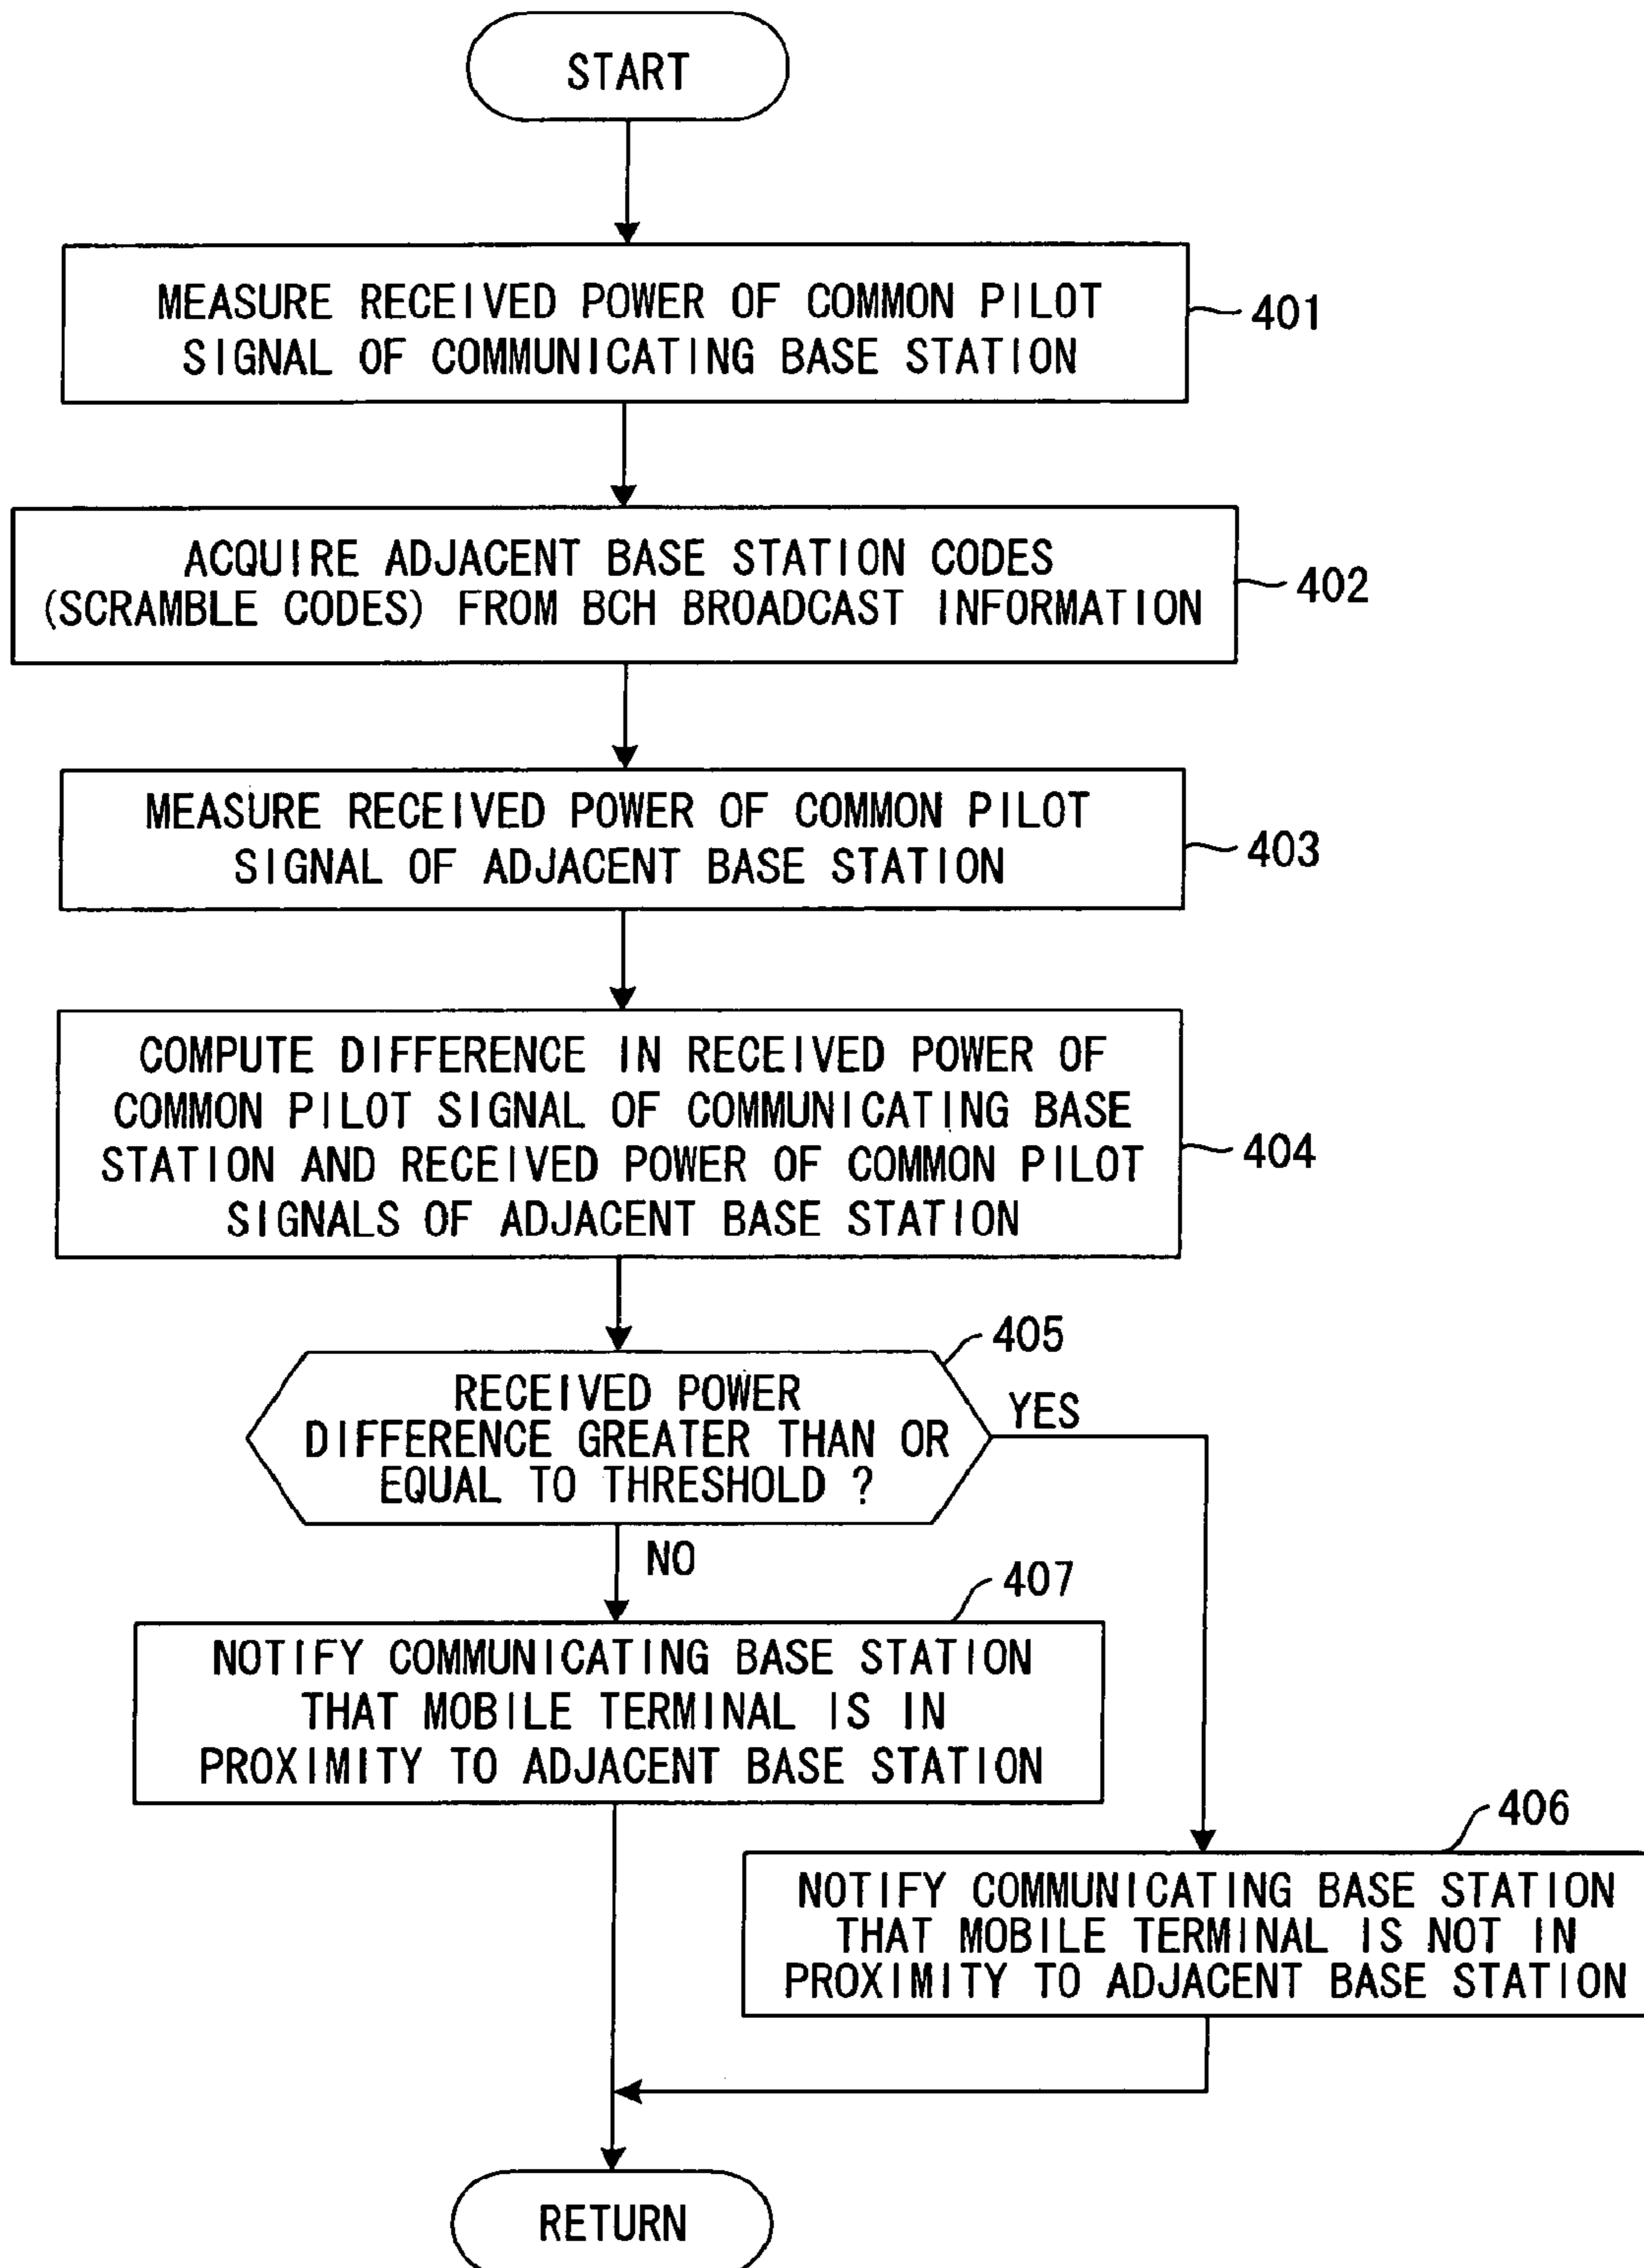 START
MEASURE RECEIVED POWER OF COMMON PILOT
SIGNAL OF COMMUNICATING BASE STATION
401
ACQUIRE ADJACENT BASE STATION CODES
(SCRAMBLE CODES) FROM BCH BROADCAST INFORMATION
402
MEASURE RECEIVED POWER OF COMMON PILOT
SIGNAL OF ADJACENT BASE STATION
403
COMPUTE DIFFERENCE IN RECEIVED POWER OF
COMMON PILOT SIGNAL OF COMMUNICATING BASE
STATION AND RECEIVED POWER OF COMMON PILOT
SIGNALS OF ADJACENT BASE STATION
404
405
RECEIVED POWER
DIFFERENCE GREATER THAN OR
EQUAL TO THRESHOLD ?
YES
NO
407
NOTIFY COMMUNICATING BASE STATION
THAT MOBILE TERMINAL IS IN
PROXIMITY TO ADJACENT BASE STATION
406
NOTIFY COMMUNICATING BASE STATION
THAT MOBILE TERMINAL IS NOT IN
PROXIMITY TO ADJACENT BASE STATION
RETURN